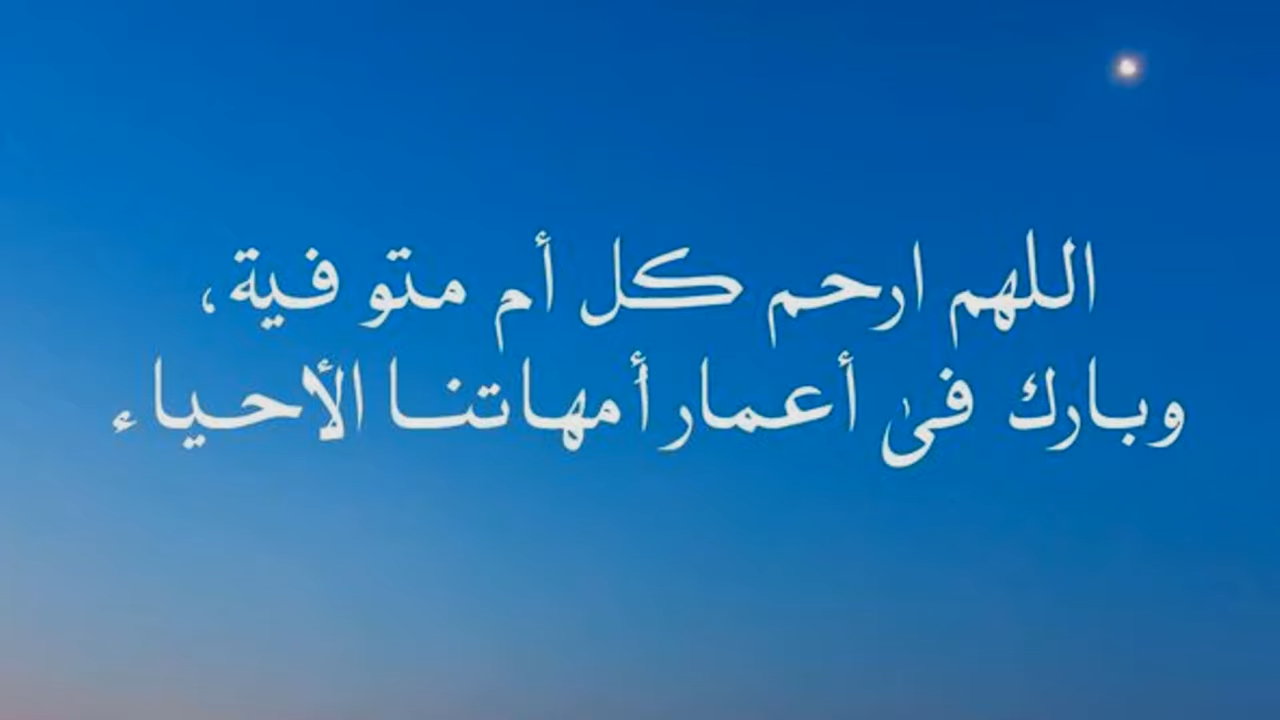 اللهم ارحم كل أم متوفية،
وبارك فى أعمار أمهاتنا الأحياء